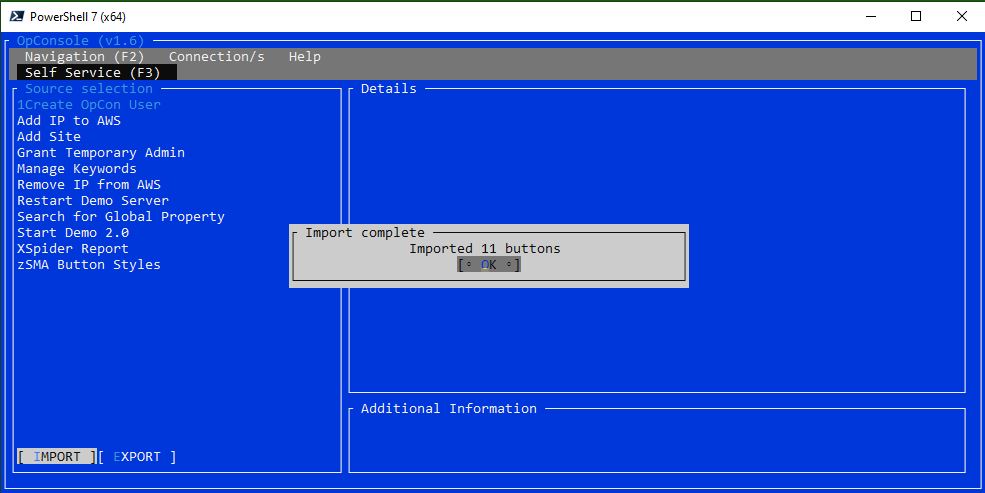 PowerShell 7 (x64)
OpConsole (v1.6)
Navigation (F2) Connection/s Help
Self Service (F3)
Source selection
1Create OpCon User
Add IP to AWS
Add Site
Grant Temporary Admin
Manage Keywords
Remove IP from AWS
Restart Demo Server
Search for Global Property
Start Demo 2.0
XSpider Report
zSMA Button Styles
[ IMPORT ][ EXPORT ]
Details
Import complete
Imported 11 buttons
[◦ OK ◦]
Additional Information